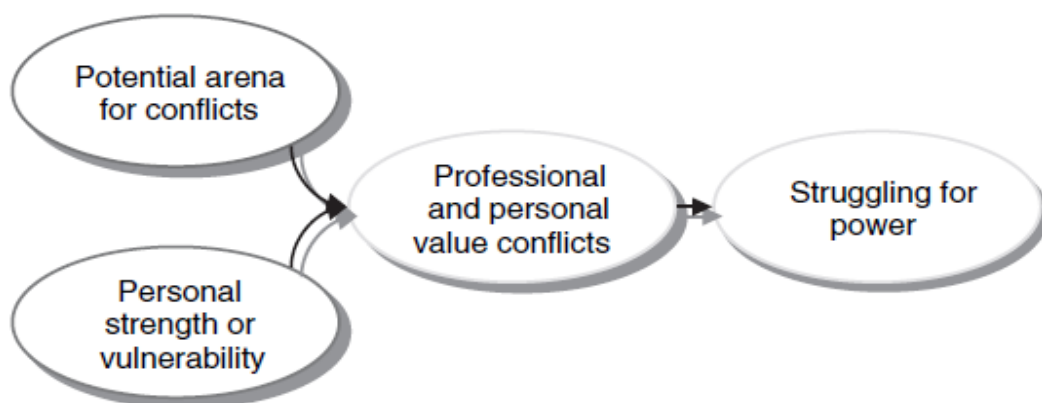 Potential arena
for conflicts
Personal
strength or
vulnerability
Professional
and personal
value conflicts
Struggling for
power